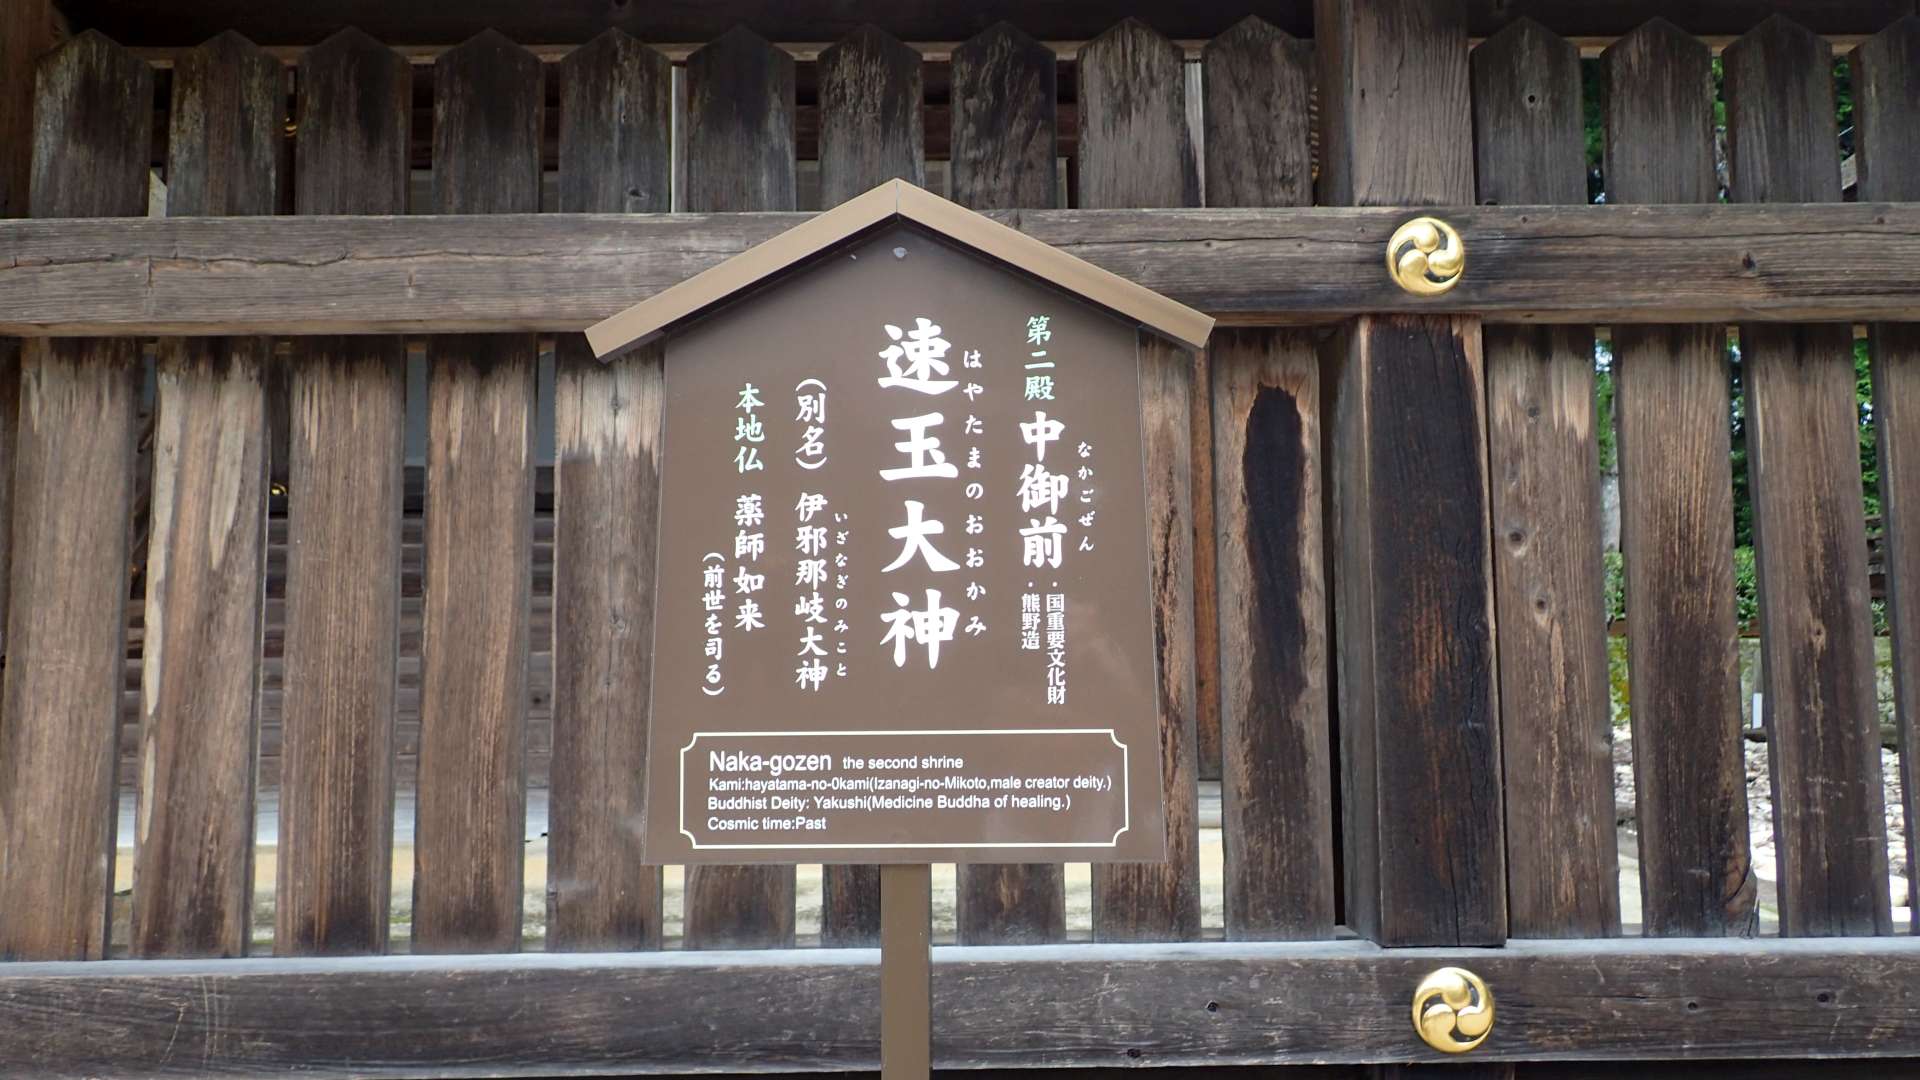 第二殿 中御前
なかごぜん
・国重要文化財
・熊野造
速玉大神
はやたまのおおかみ
(別名) 伊邪那岐大神
いざなぎのみこと
本地仏 薬師如来
(前世を司る)
Naka-gozen the second shrine
Kami:hayatama-no-0kami(Izanagi-no-Mikoto,male creator deity.)
Buddhist Deity: Yakushi(Medicine Buddha of healing.)
Cosmic time:Past